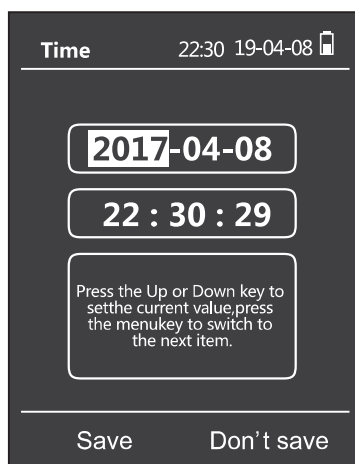 Time 22:30 19-04-08
2017-04-08
22 : 30 : 29
Press the Up or Down key to
setthe current value,press
the menukey to switch to
the next item.
Save Don't save